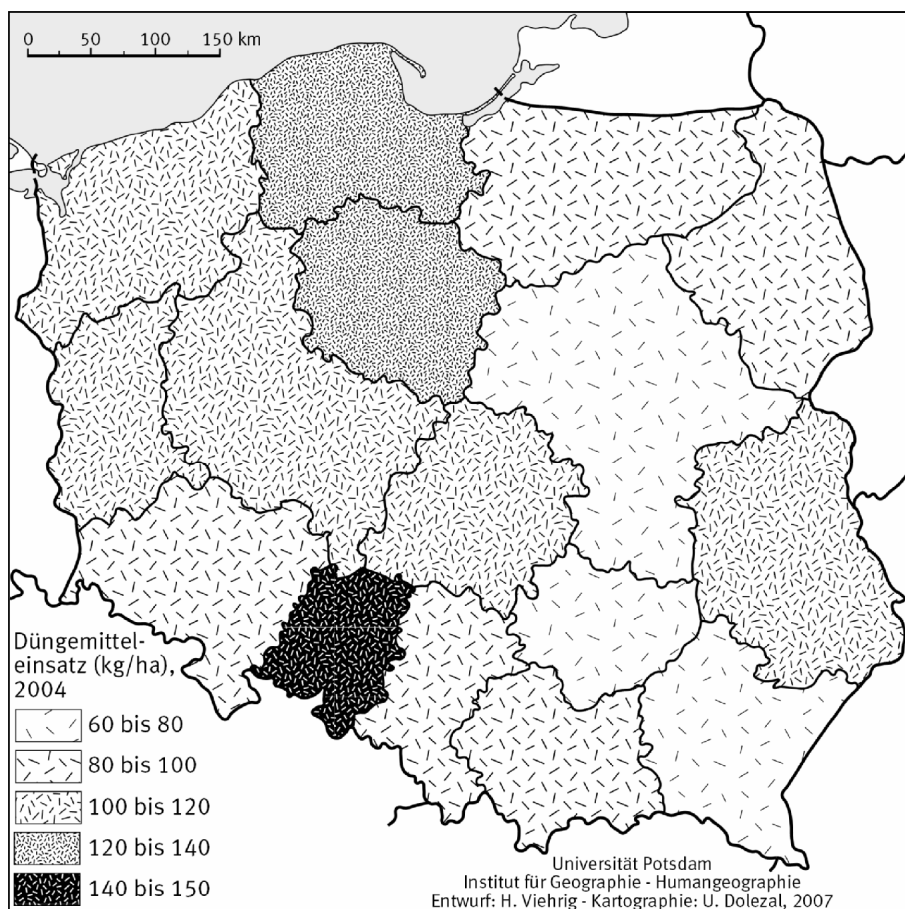 0 50 100 150 km
Düngemittel-
einsatz (kg/ha),
2004
60 bis 80
80 bis 100
100 bis 120
120 bis 140
140 bis 150
Universität Potsdam
Institut für Geographie - Humangeographie
Entwurf: H. Viehrig - Kartographie: U. Dolezal, 2007